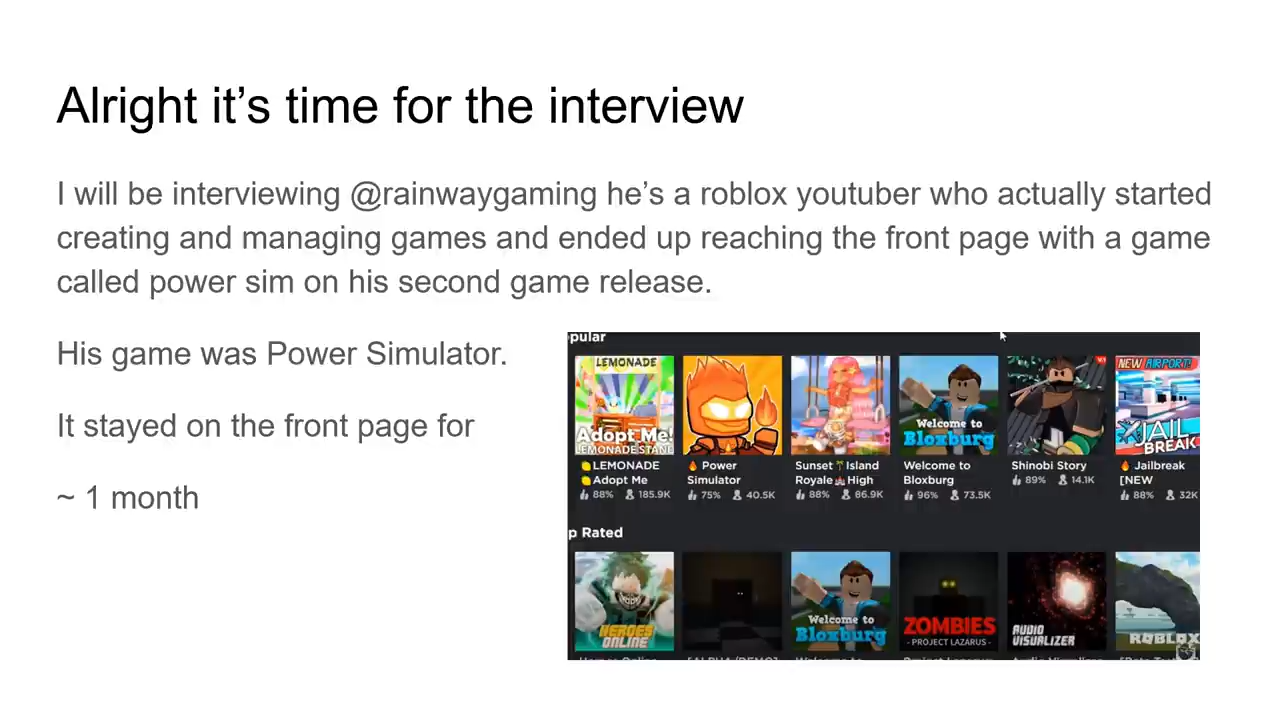 Alright it's time for the interview
I will be interviewing @rainwaygaming he's a roblox youtuber who actually started
creating and managing games and ended up reaching the front page with a game
called power sim on his second game release.
His game was Power Simulator.
It stayed on the front page for
~ 1 month
pular
LEMONADE
Adopt Me!
LEMONADE STAND
Welcome to
Bloxburg
NEW AIRPORT!
JAIL
BREAK
LEMONADE
Adopt Me
88% 185.9K
Power
Simulator
75% 40.5K
Sunset Island
Royale High
88% 86.9K
Welcome to
Bloxburg
96% 73.5K
Shinobi Story
89% 14.1K
Jailbreak
[NEW
88% 32K
p Rated
HEROES
ONLINE
Welcome to
Bloxburg
ZOMBIES
- PROJECT LAZARUS -
AUDIO
VISUALIZER
ROBLOX